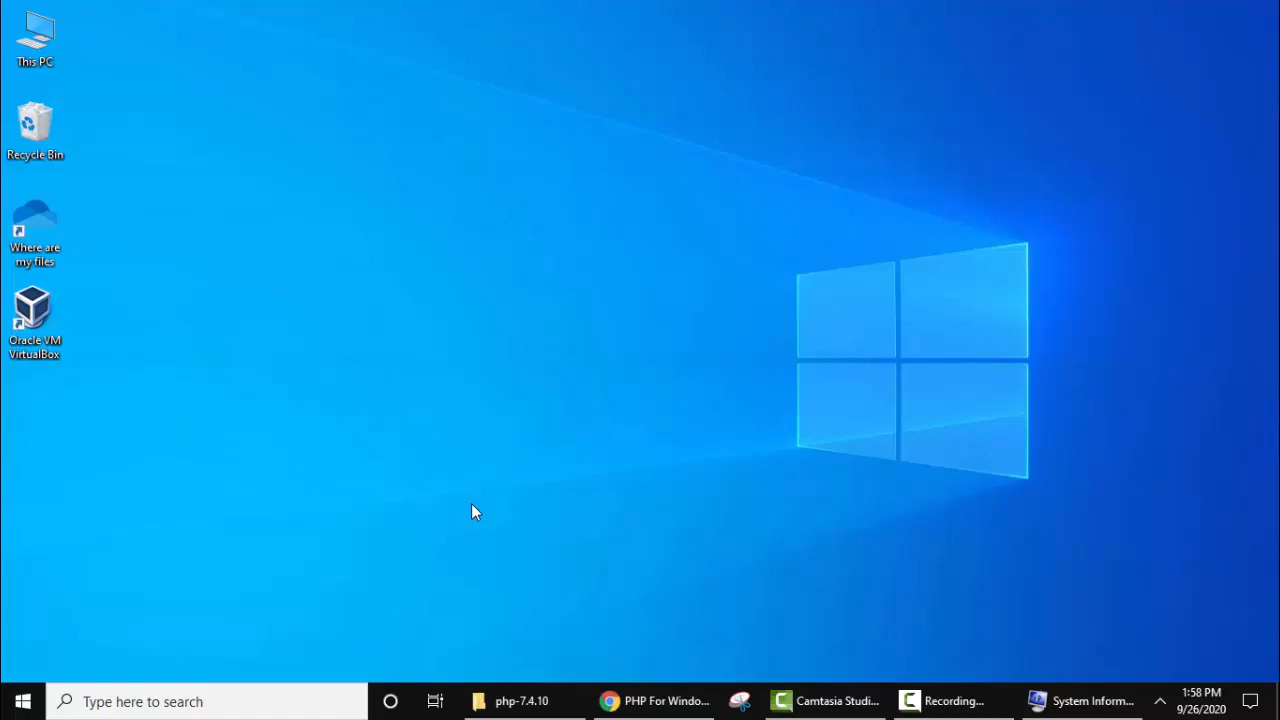 This PC
Recycle Bin
Where are
my files
Oracle VM
VirtualBox
Type here to search
php-7.4.10
PHP For Windo...
Camtasia Studi...
Recording...
System Inform...
1:58 PM
9/26/2020